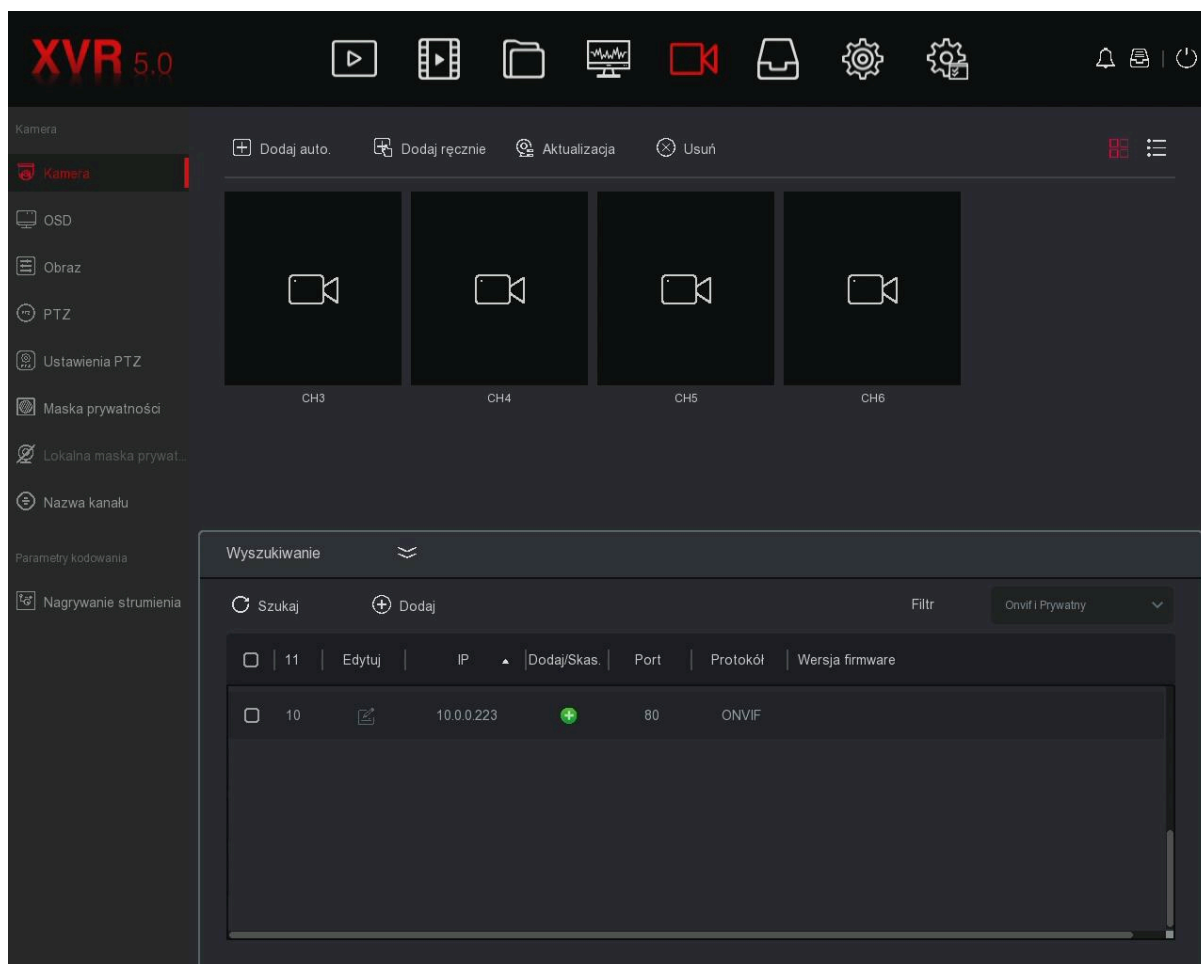 XVR 5.0
Kamera
Kamera
OSD
Obraz
PTZ
Ustawienia PTZ
Maska prywatności
Lokalna maska prywat...
Nazwa kanału
Parametry kodowania
Nagrywanie strumienia
Dodaj auto. Dodaj ręcznie Aktualizacja Usuń
CH3 CH4 CH5 CH6
Wyszukiwanie
Szukaj Dodaj Filtr Onvif i Prywatny
11 Edytuj IP Dodaj/Skas. Port Protokół Wersja firmware
10 10.0.0.223 80 ONVIF